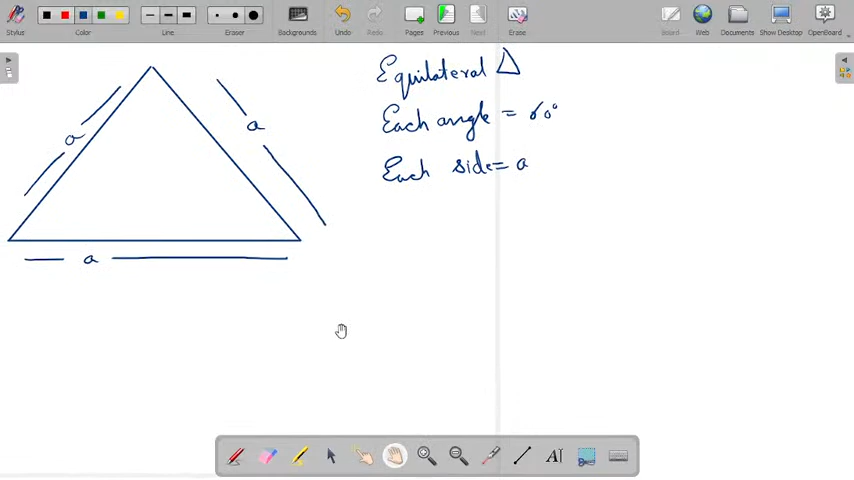 Stylus
Color
Line
Eraser
Backgrounds
Undo
Redo
Pages
Previous
Next
Erase
Board
Web
Documents
Show Desktop
OpenBoard
Equilateral Δ
Each angle = 60°
Each side = a
a
a
a